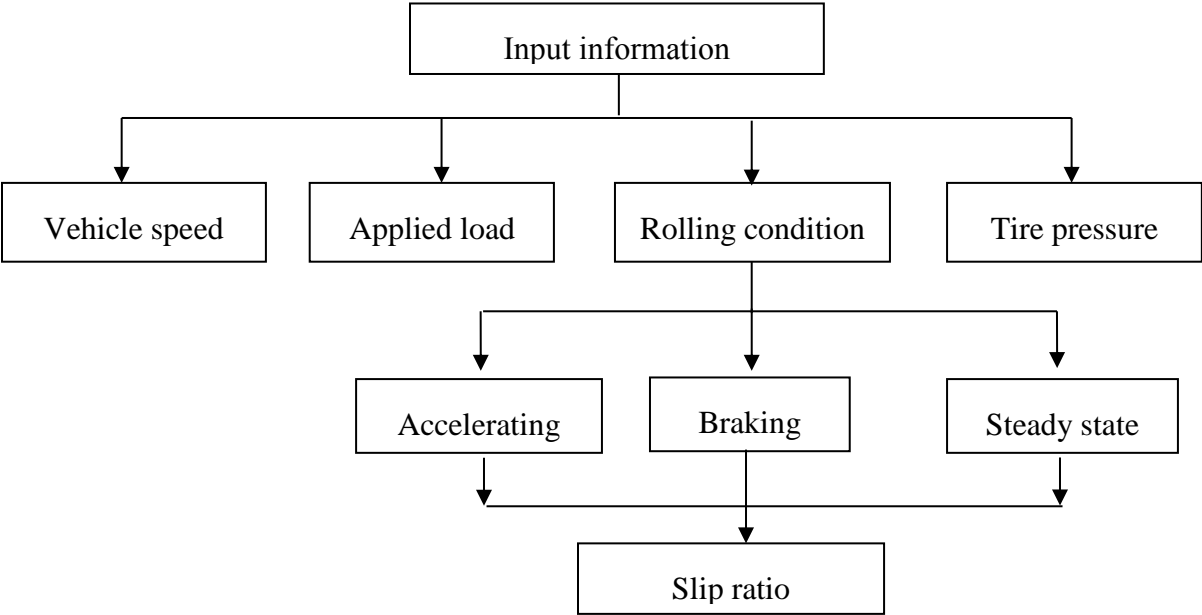 Input information
Vehicle speed
Applied load
Rolling condition
Tire pressure
Accelerating
Braking
Steady state
Slip ratio